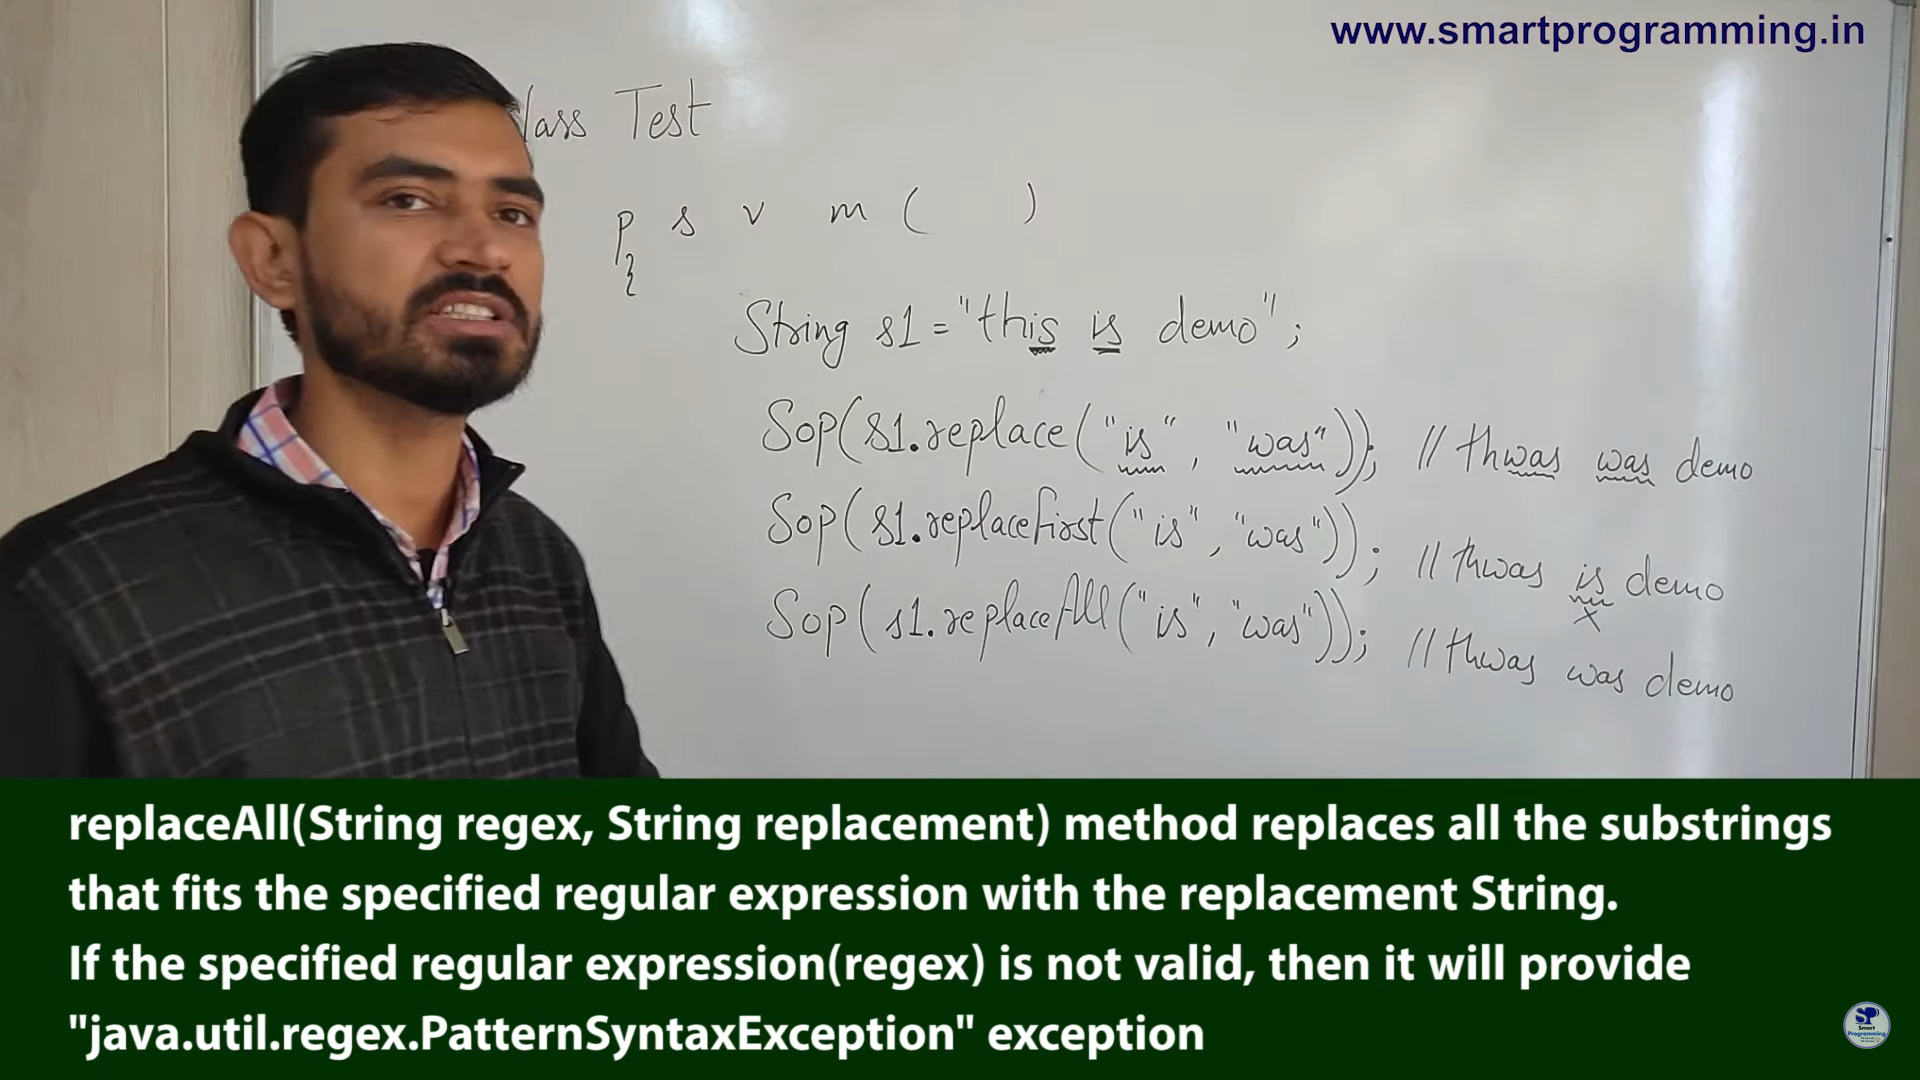 www.smartprogramming.in
lass Test
p s v m ( )
{
String s1 = "this is demo";
Sop(s1.replace("is", "was")); // thwas was demo
Sop(s1.replaceFirst("is", "was")); // thwas is demo
x
Sop(s1.replaceAll("is", "was")); // thwas was demo
replaceAll(String regex, String replacement) method replaces all the substrings
that fits the specified regular expression with the replacement String.
If the specified regular expression(regex) is not valid, then it will provide
"java.util.regex.PatternSyntaxException" exception
SP
Smart
Programming